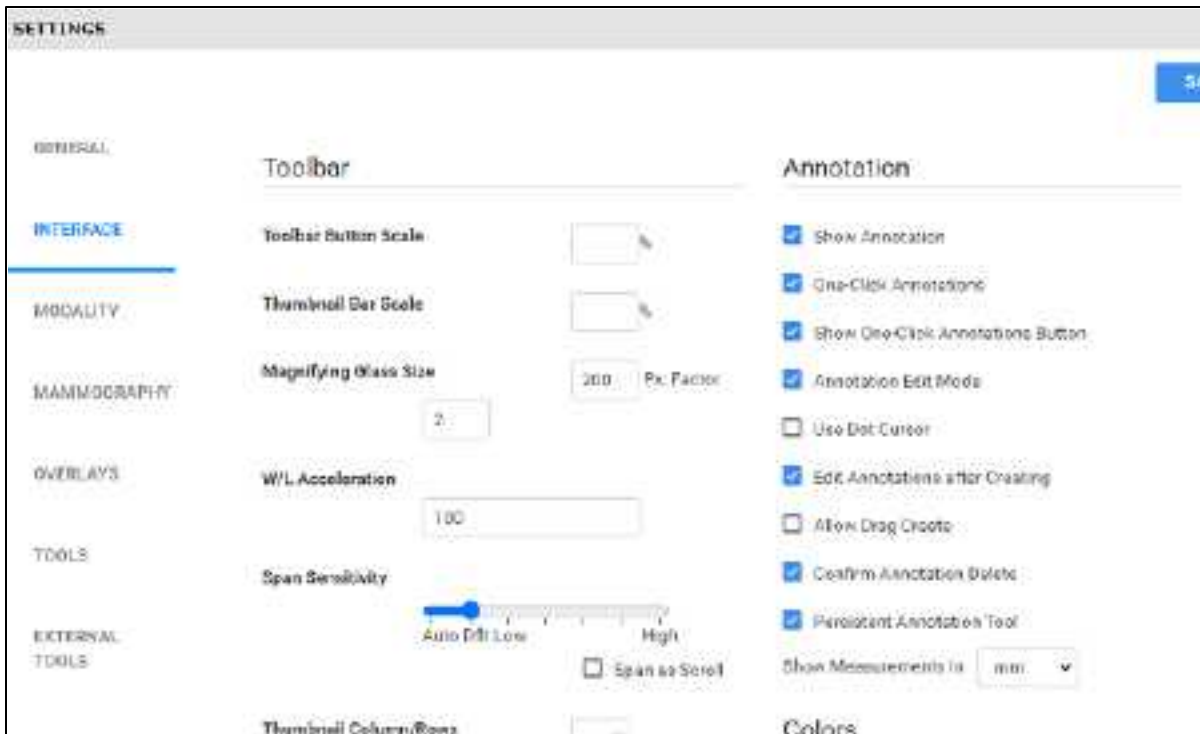 SETTINGS
GENERAL
INTERFACE
MODALITY
MAMMOGRAPHY
OVERLAYS
TOOLS
EXTERNAL
TOOLS
Toolbar
Toolbar Button Scale
%
Thumbnail Bar Scale
%
Magnifying Glass Size
200 Px. Factor
2
W/L Acceleration
100
Span Sensitivity
Low
High
Span as Scroll
Thumbnail Column/Rows
Annotation
Show Annotation
One-Click Annotations
Show One-Click Annotations Button
Annotation Edit Mode
Use Dot Cursor
Edit Annotations after Creating
Allow Drag Create
Confirm Annotation Delete
Persistent Annotation Tool
Show Measurements in mm
Colors